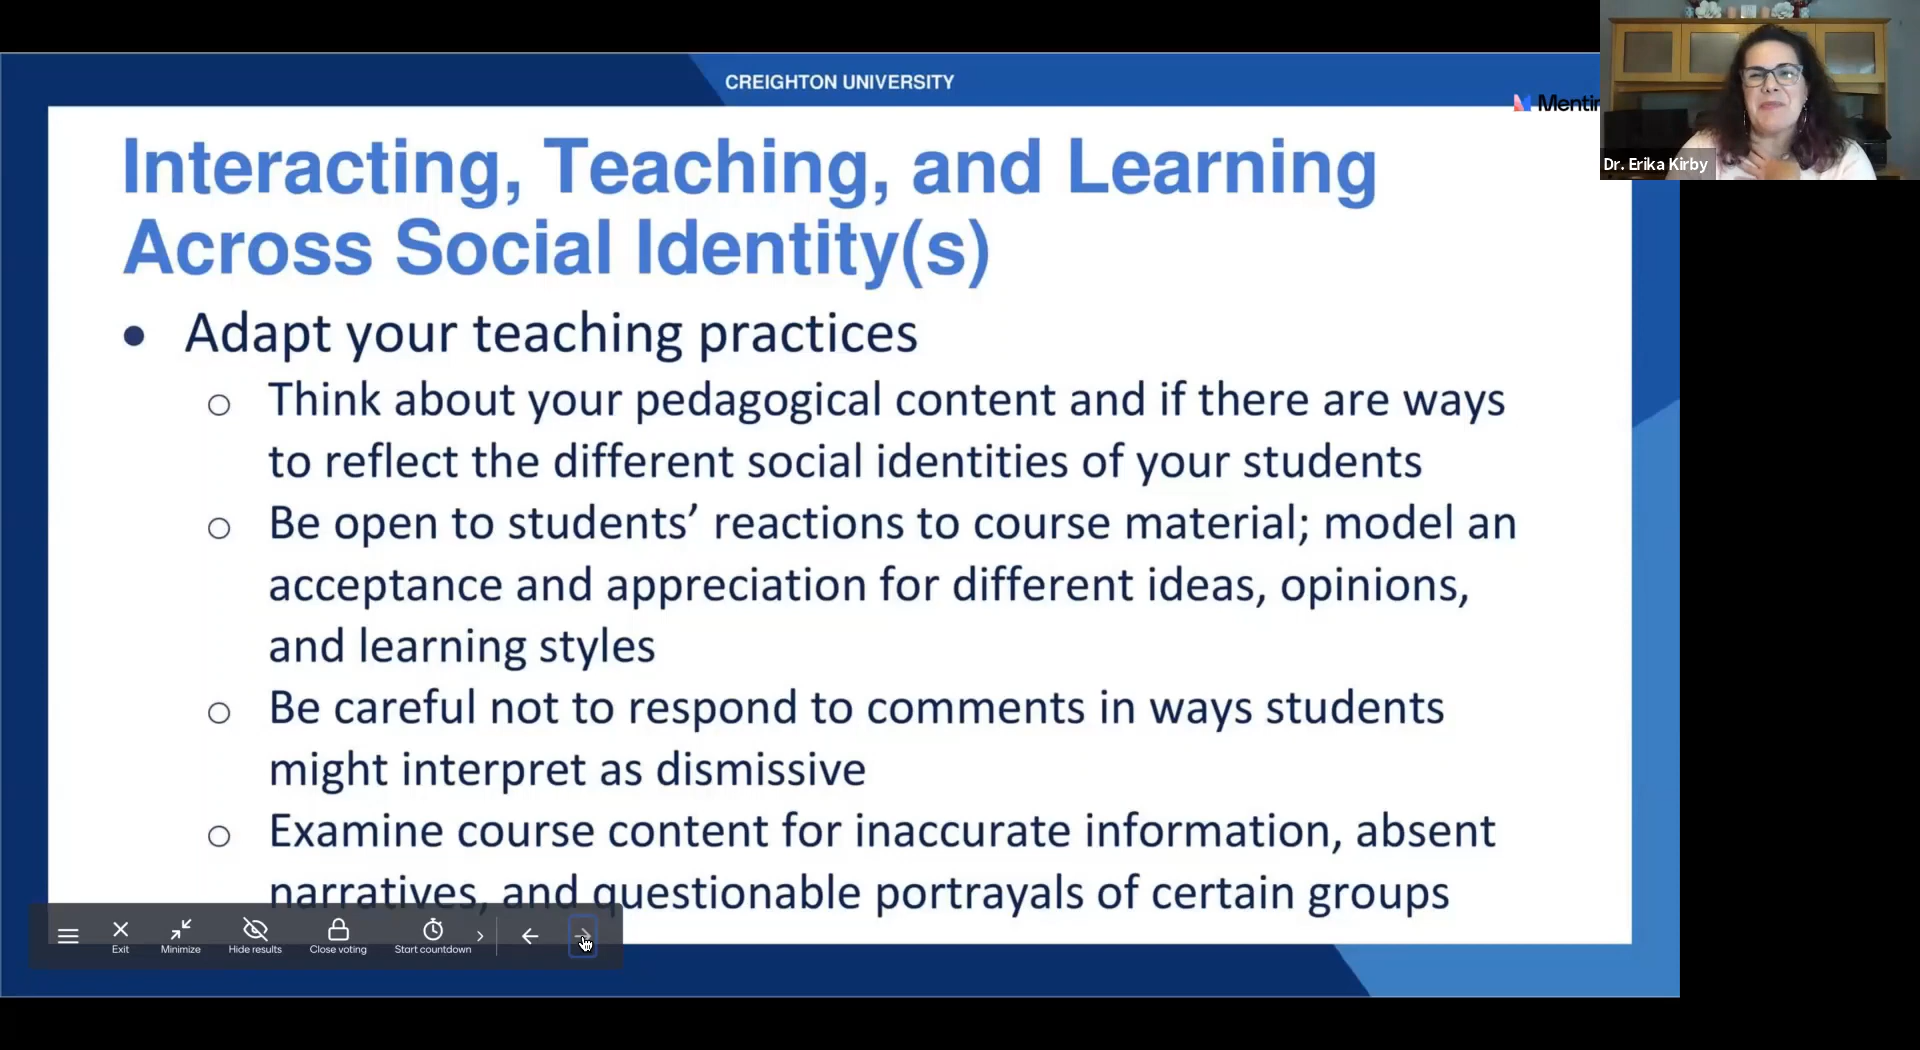 CREIGHTON UNIVERSITY
Interacting, Teaching, and Learning
Across Social Identity(s)
• Adapt your teaching practices
○ Think about your pedagogical content and if there are ways
to reflect the different social identities of your students
○ Be open to students’ reactions to course material; model an
acceptance and appreciation for different ideas, opinions,
and learning styles
○ Be careful not to respond to comments in ways students
might interpret as dismissive
○ Examine course content for inaccurate information, absent
narratives, and questionable portrayals of certain groups
Dr. Erika Kirby
Exit
Minimize
Hide results
Close voting
Start countdown